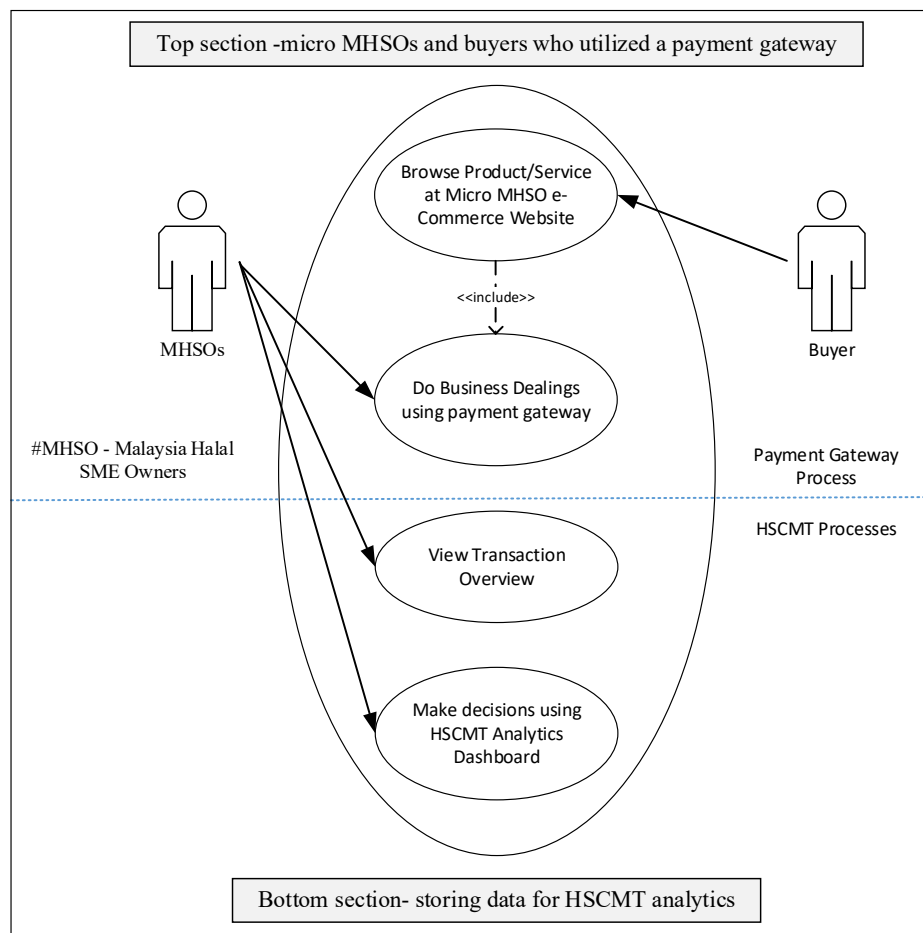 Top section -micro MHSOs and buyers who utilized a payment gateway
Browse Product/Service
at Micro MHSO e-
Commerce Website
<<include>>
MHSOs
Buyer
Do Business Dealings
using payment gateway
#MHSO - Malaysia Halal
SME Owners
Payment Gateway
Process
HSCMT Processes
View Transaction
Overview
Make decisions using
HSCMT Analytics
Dashboard
Bottom section- storing data for HSCMT analytics